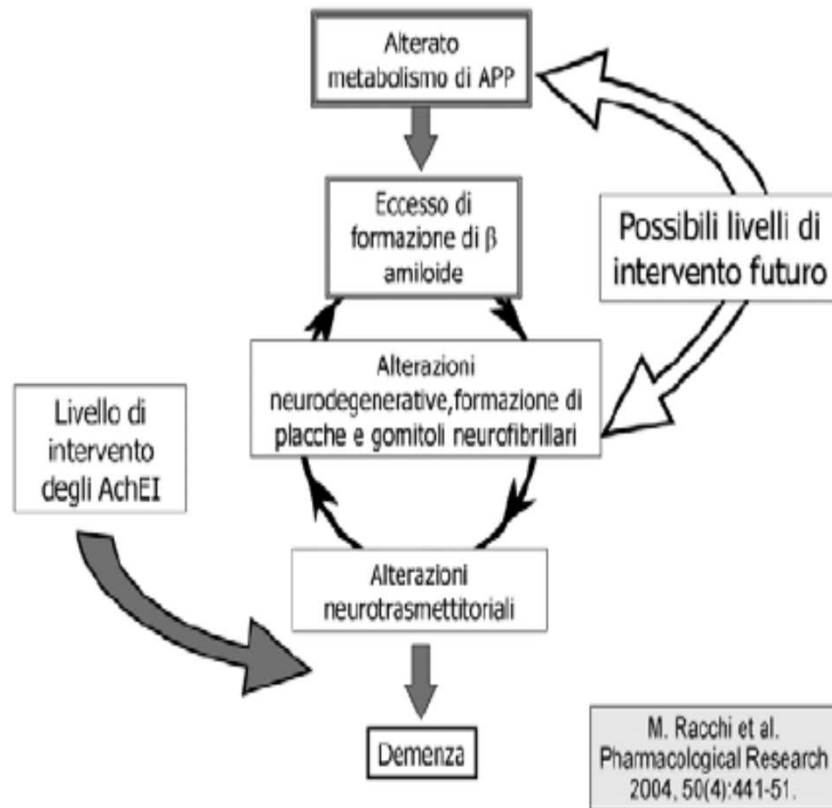 Alterato
metabolismo di APP
Eccesso di
formazione di β
amiloide
Possibili livelli di
intervento futuro
Alterazioni
neurodegenerative,formazione di
placche e gomitoli neurofibrillari
Livello di
intervento
degli AchEI
Alterazioni
neurotrasmettitoriali
Demenza
M. Racchi et al.
Pharmacological Research
2004, 50(4):441-51.